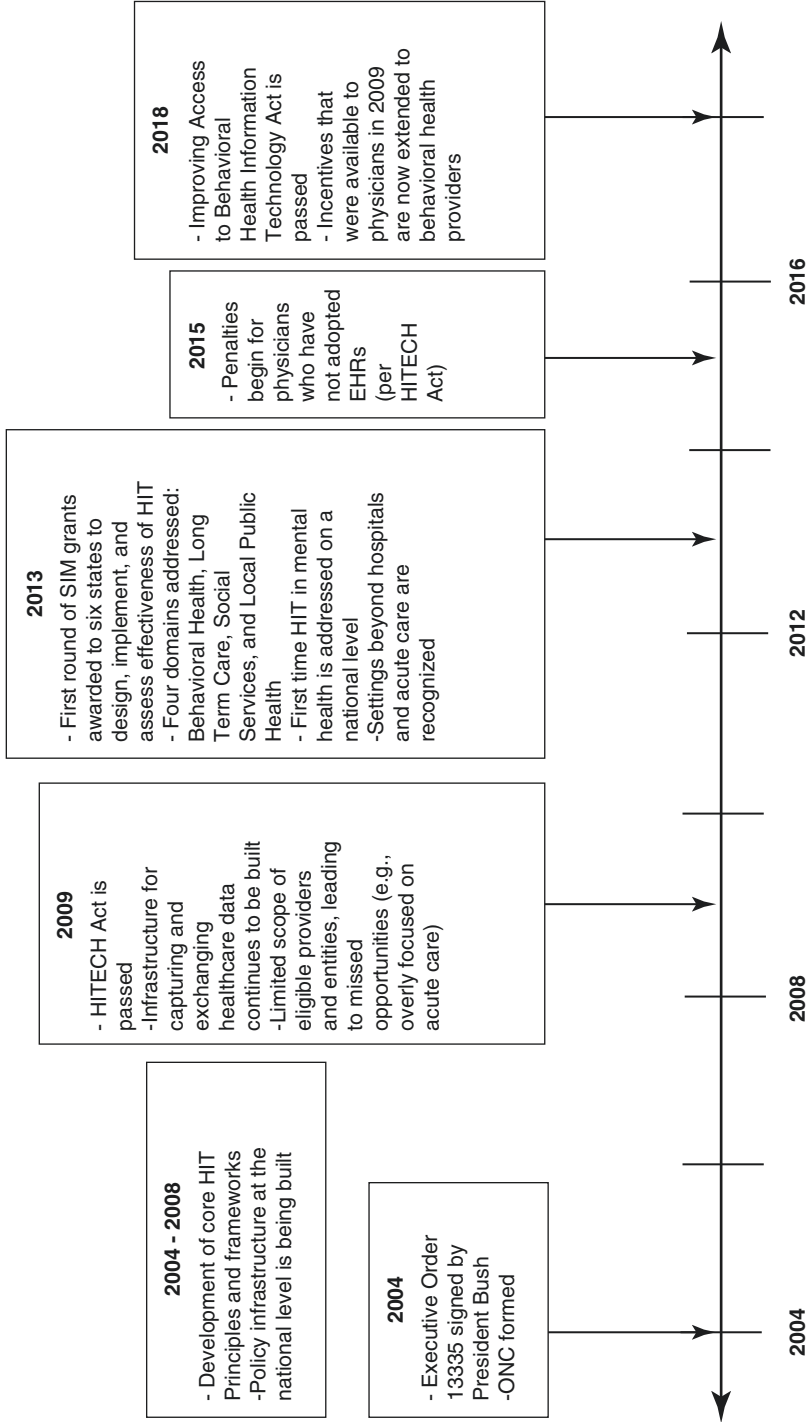 2004 - 2008
- Development of core HIT
Principles and frameworks
-Policy infrastructure at the
national level is being built
2004
- Executive Order
13335 signed by
President Bush
-ONC formed
2009
- HITECH Act is
passed
-Infrastructure for
capturing and
exchanging
healthcare data
continues to be built
-Limited scope of
eligible providers
and entities, leading
to missed
opportunities (e.g.,
overly focused on
acute care)
2013
- First round of SIM grants
awarded to six states to
design, implement, and
assess effectiveness of HIT
- Four domains addressed:
Behavioral Health, Long
Term Care, Social
Services, and Local Public
Health
- First time HIT in mental
health is addressed on a
national level
-Settings beyond hospitals
and acute care are
recognized
2015
- Penalties
begin for
physicians
who have
not adopted
EHRs
(per
HITECH
Act)
2018
- Improving Access
to Behavioral
Health Information
Technology Act is
passed
- Incentives that
were available to
physicians in 2009
are now extended to
behavioral health
providers
2004
2008
2012
2016